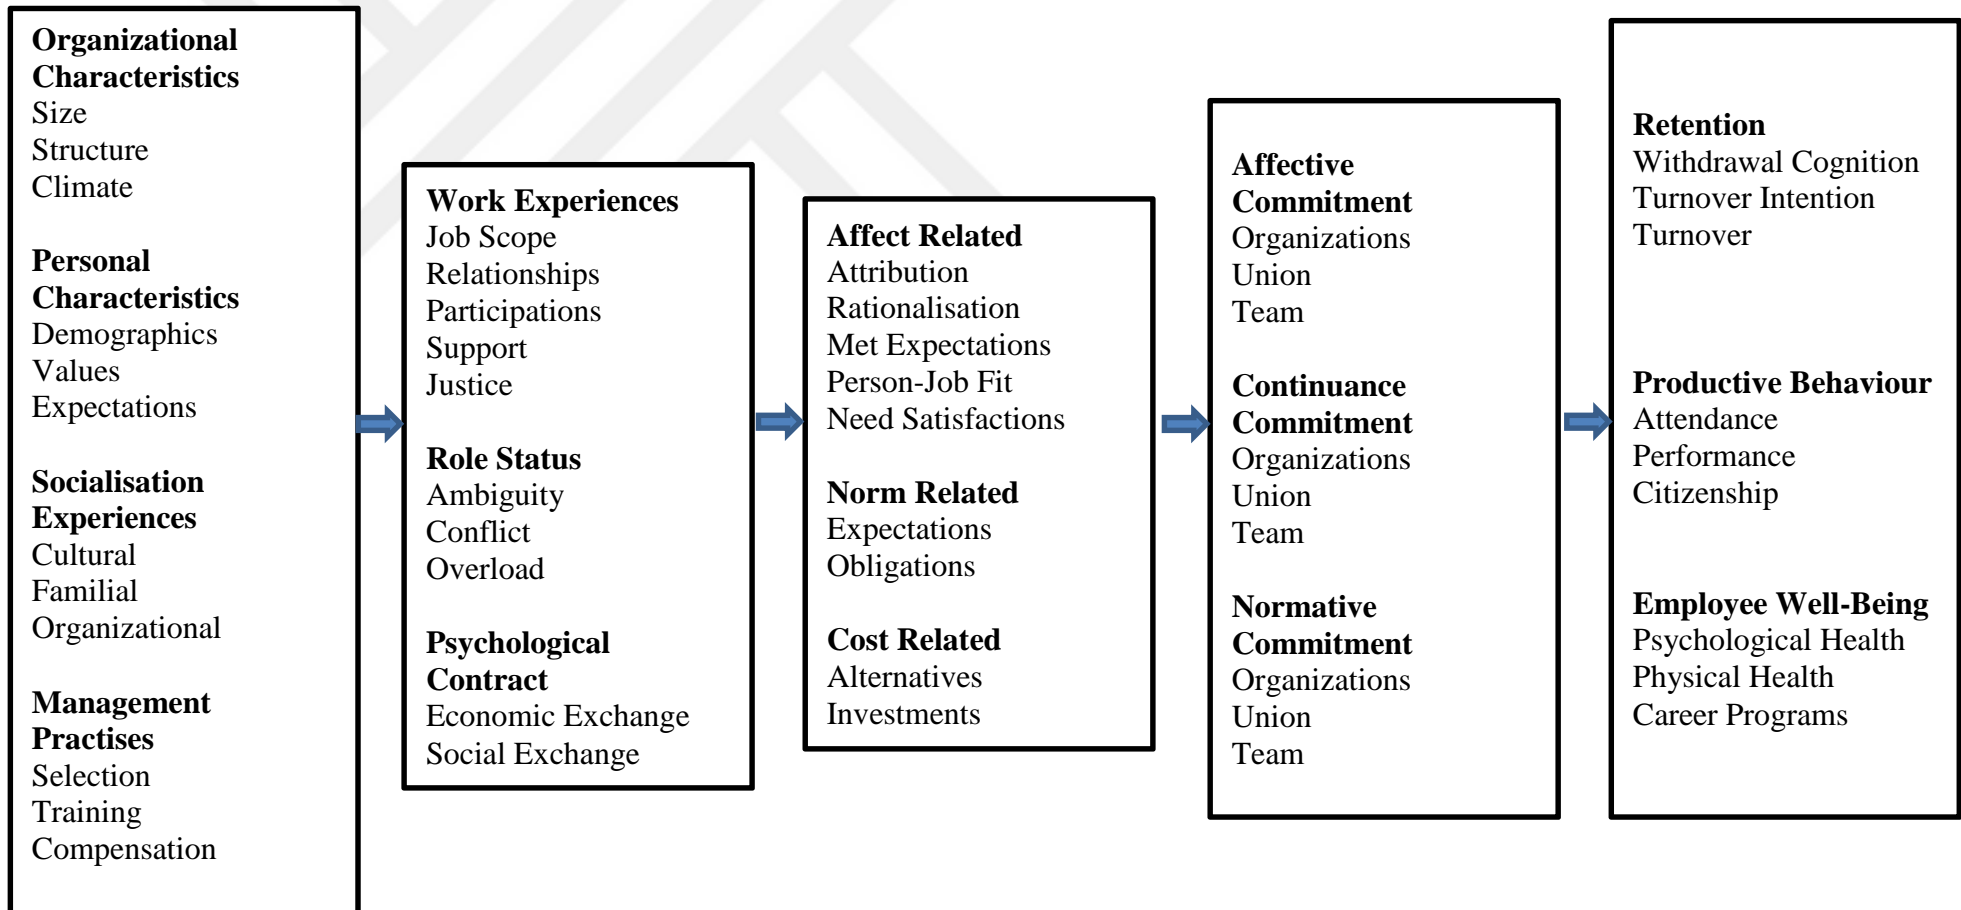 Organizational
Characteristics
Size
Structure
Climate
Personal
Characteristics
Demographics
Values
Expectations
Socialisation
Experiences
Cultural
Familial
Organizational
Management
Practises
Selection
Training
Compensation
Work Experiences
Job Scope
Relationships
Participations
Support
Justice
Role Status
Ambiguity
Conflict
Overload
Psychological
Contract
Economic Exchange
Social Exchange
Affect Related
Attribution
Rationalisation
Met Expectations
Person-Job Fit
Need Satisfactions
Norm Related
Expectations
Obligations
Cost Related
Alternatives
Investments
Affective
Commitment
Organizations
Union
Team
Continuance
Commitment
Organizations
Union
Team
Normative
Commitment
Organizations
Union
Team
Retention
Withdrawal Cognition
Turnover Intention
Turnover
Productive Behaviour
Attendance
Performance
Citizenship
Employee Well-Being
Psychological Health
Physical Health
Career Programs